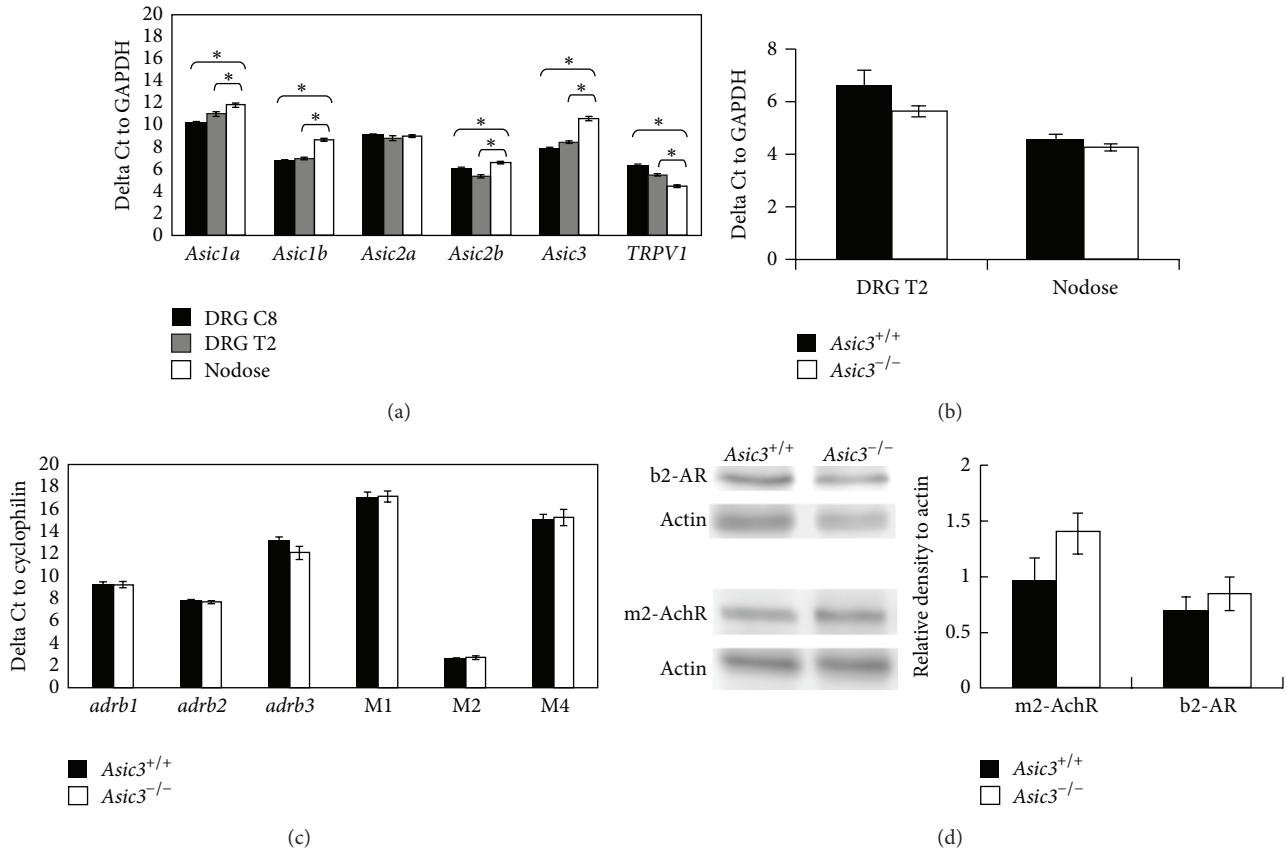 Delta Ct to GAPDH
20
18
16
14
12
10
8
6
4
2
0
* * * * * * * * * *
Asic1a Asic1b Asic2a Asic2b Asic3 TRPV1
DRG C8
DRG T2
Nodose
(a)
Delta Ct to GAPDH
8
6
4
2
0
DRG T2 Nodose
Asic3+/+
Asic3−/−
(b)
Delta Ct to cyclophilin
20
18
16
14
12
10
8
6
4
2
0
adrb1 adrb2 adrb3 M1 M2 M4
Asic3+/+
Asic3−/−
(c)
Asic3+/+ Asic3−/−
b2-AR
Actin
m2-AchR
Actin
Relative density to actin
2
1.5
1
0.5
0
m2-AchR b2-AR
Asic3+/+
Asic3−/−
(d)